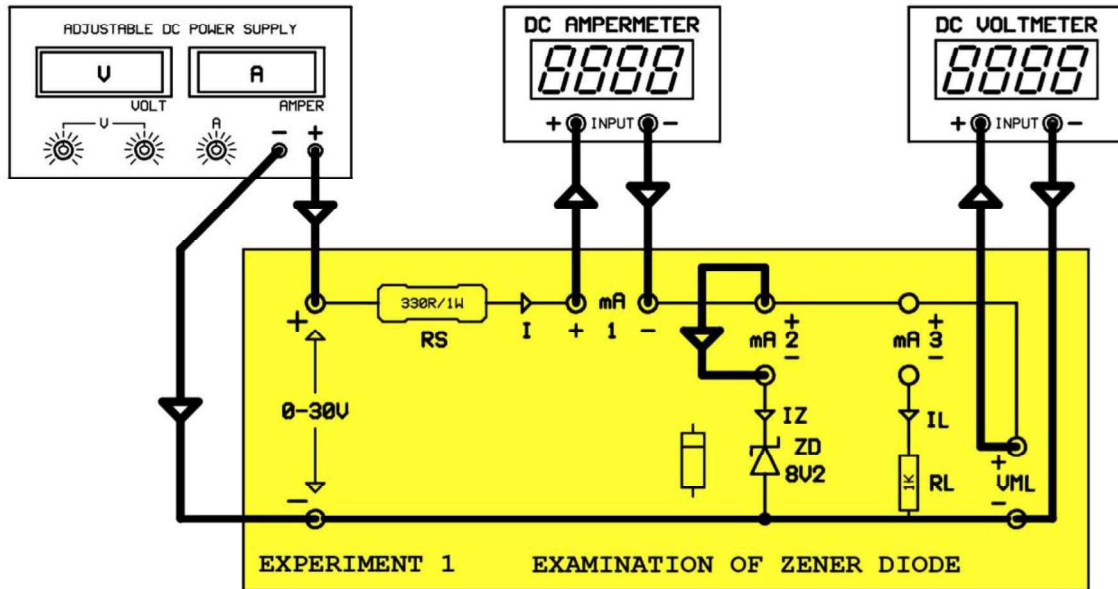 ADJUSTABLE DC POWER SUPPLY
V
A
VOLT
AMPER
V
A
- +
DC AMPERMETER
8888
+ INPUT -
DC VOLTMETER
8888
+ INPUT -
330R/1W
RS
I
+ mA 1 -
+ mA 2 -
+ mA 3 -
+
0-30V
-
IZ
ZD
8V2
IL
1K
RL
+
VML
-
EXPERIMENT 1 EXAMINATION OF ZENER DIODE